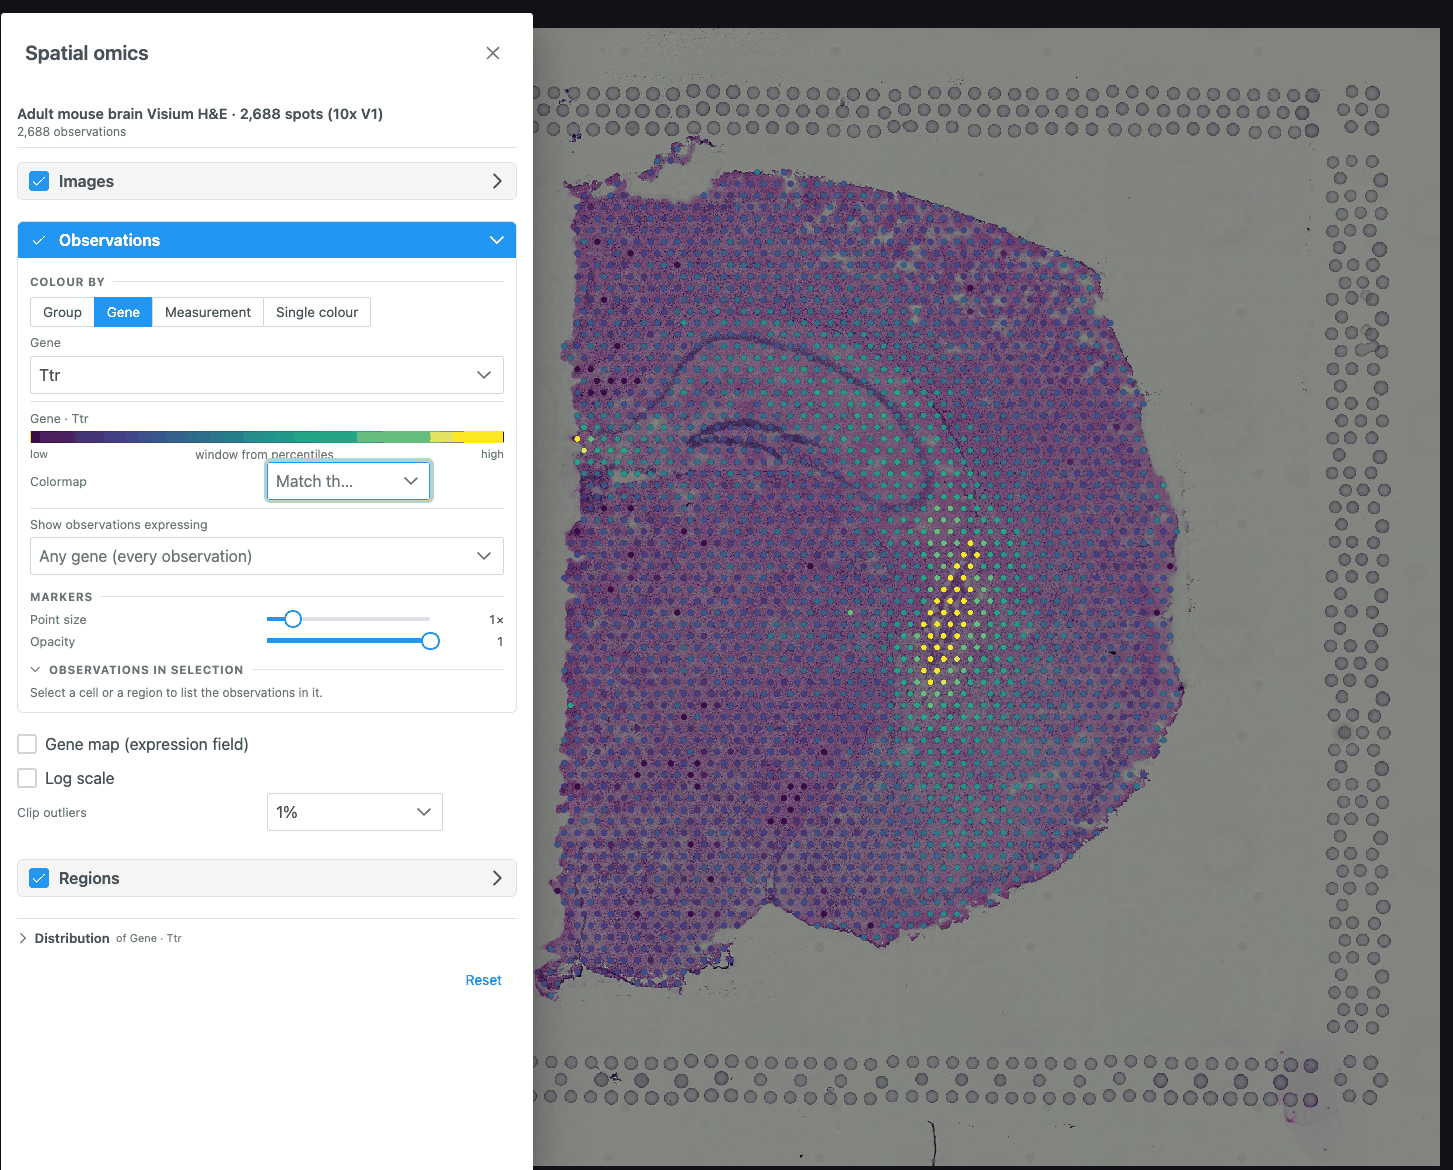 Spatial omics
Adult mouse brain Visium H&E · 2,688 spots (10x V1)
2,688 observations
Images
Observations
COLOUR BY
Group Gene Measurement Single colour
Gene
Ttr
Gene · Ttr
low window from percentiles high
Colormap Match th...
Show observations expressing
Any gene (every observation)
MARKERS
Point size 1×
Opacity 1
OBSERVATIONS IN SELECTION
Select a cell or a region to list the observations in it.
Gene map (expression field)
Log scale
Clip outliers 1%
Regions
Distribution of Gene · Ttr
Reset